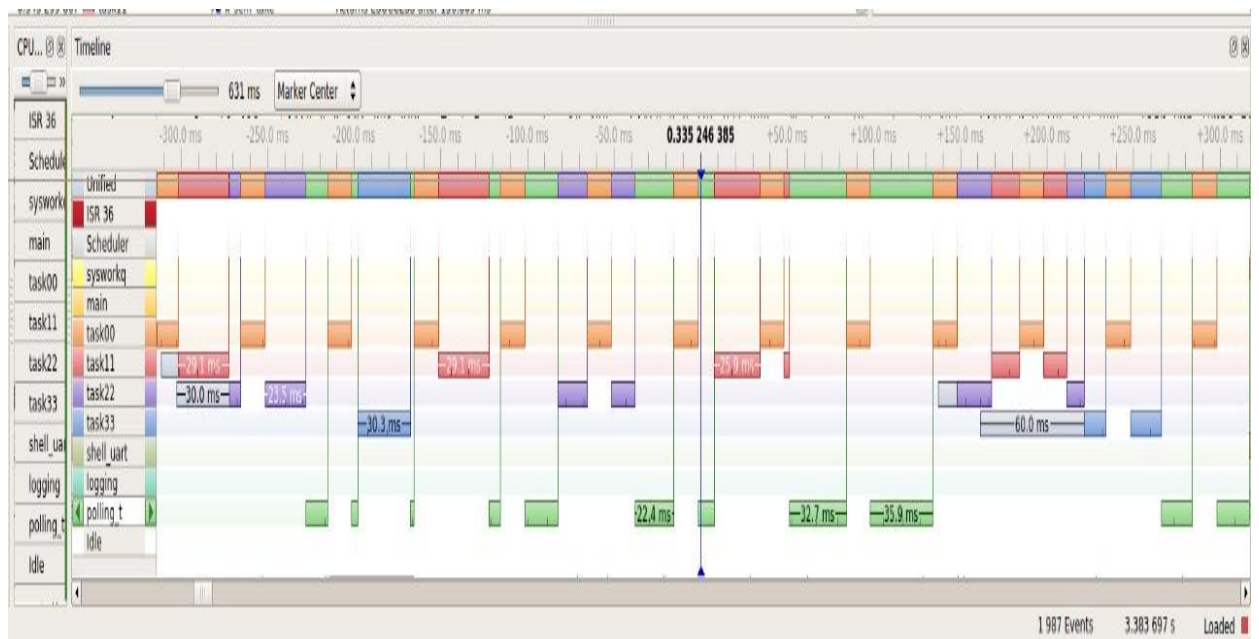 CPU... Timeline
631 ms Marker Center
-300.0 ms -250.0 ms -200.0 ms -150.0 ms -100.0 ms -50.0 ms 0.335 246 385 +50.0 ms +100.0 ms +150.0 ms +200.0 ms +250.0 ms +300.0 ms
ISR 36
Schedule
syswork
main
task00
task11
task22
task33
shell_uar
logging
polling_t
Idle
Unified
ISR 36
Scheduler
sysworkq
main
task00
task11 29.1 ms 29.1 ms 25.9 ms
task22 30.0 ms 23.5 ms
task33 30.3 ms 60.0 ms
shell_uart
logging
polling_t 22.4 ms 32.7 ms 35.9 ms
Idle
1 987 Events 3.383 697 s Loaded